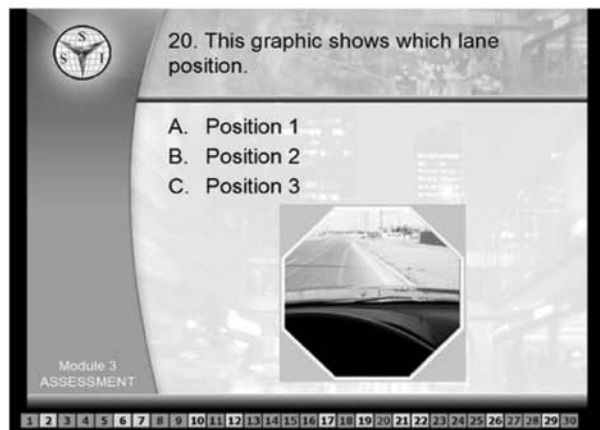 S
S I
20. This graphic shows which lane
position.
A. Position 1
B. Position 2
C. Position 3
Module 3
ASSESSMENT
1 2 3 4 5 6 7 8 9 10 11 12 13 14 15 16 17 18 19 20 21 22 23 24 25 26 27 28 29 30